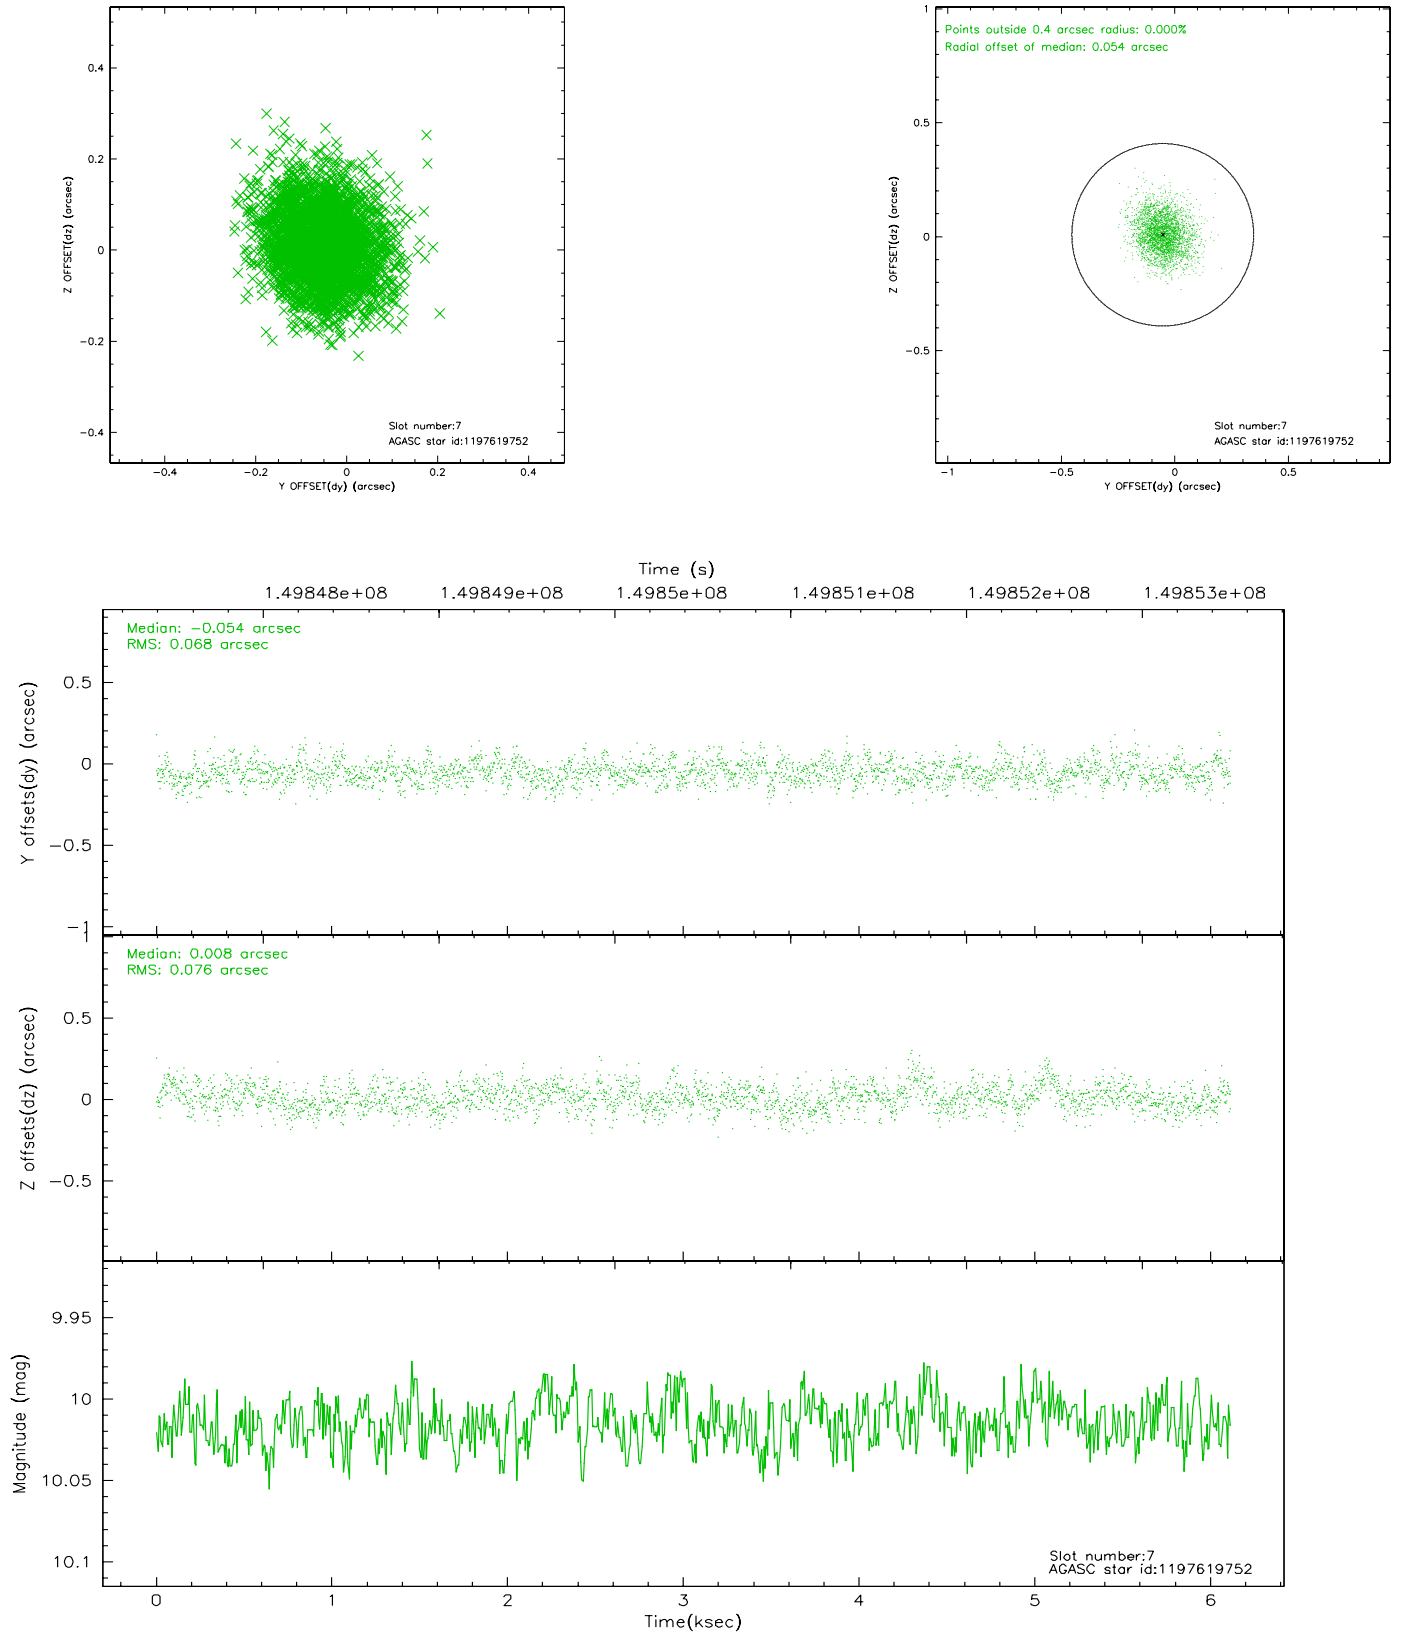 0.4
0.2
0
−0.2
−0.4
Z OFFSET(dz) (arcsec)
Slot number:7
AGASC star id:1197619752
−0.4 −0.2 0 0.2 0.4
Y OFFSET(dy) (arcsec)
Points outside 0.4 arcsec radius: 0.000%
Radial offset of median: 0.054 arcsec
1
0.5
0
−0.5
Z OFFSET(dz) (arcsec)
Slot number:7
AGASC star id:1197619752
−1 −0.5 0 0.5
Y OFFSET(dy) (arcsec)
Time (s)
1.49848e+08 1.49849e+08 1.4985e+08 1.49851e+08 1.49852e+08 1.49853e+08
Median: −0.054 arcsec
RMS: 0.068 arcsec
0.5
0
−0.5
−1
Y offsets(dy) (arcsec)
Median: 0.008 arcsec
RMS: 0.076 arcsec
1
0.5
0
−0.5
Z offsets(dz) (arcsec)
9.95
10
10.05
10.1
Magnitude (mag)
Slot number:7
AGASC star id:1197619752
0 1 2 3 4 5 6
Time(ksec)